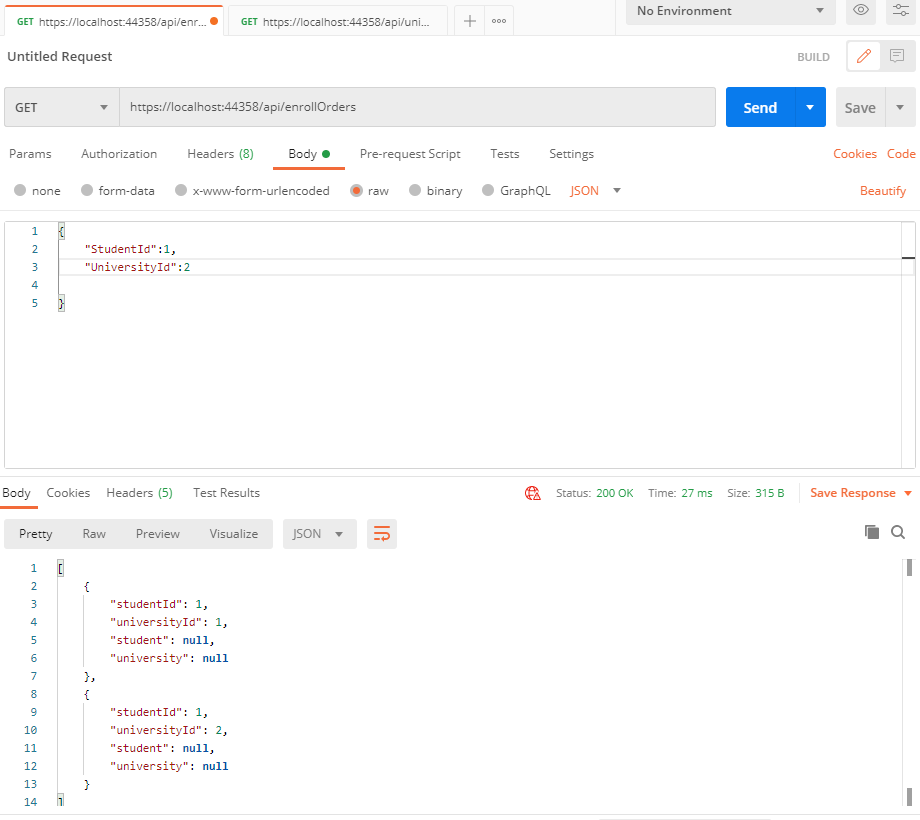 GET https://localhost:44358/api/enr...
GET https://localhost:44358/api/uni...
No Environment
Untitled Request
BUILD
GET
https://localhost:44358/api/enrollOrders
Send
Save
Params Authorization Headers (8) Body Pre-request Script Tests Settings Cookies Code
none form-data x-www-form-urlencoded raw binary GraphQL JSON Beautify
1 {
2 "StudentId":1,
3 "UniversityId":2
4
5 }
Body Cookies Headers (5) Test Results Status: 200 OK Time: 27 ms Size: 315 B Save Response
Pretty Raw Preview Visualize JSON
1 [
2 {
3 "studentId": 1,
4 "universityId": 1,
5 "student": null,
6 "university": null
7 },
8 {
9 "studentId": 1,
10 "universityId": 2,
11 "student": null,
12 "university": null
13 }
14 ]